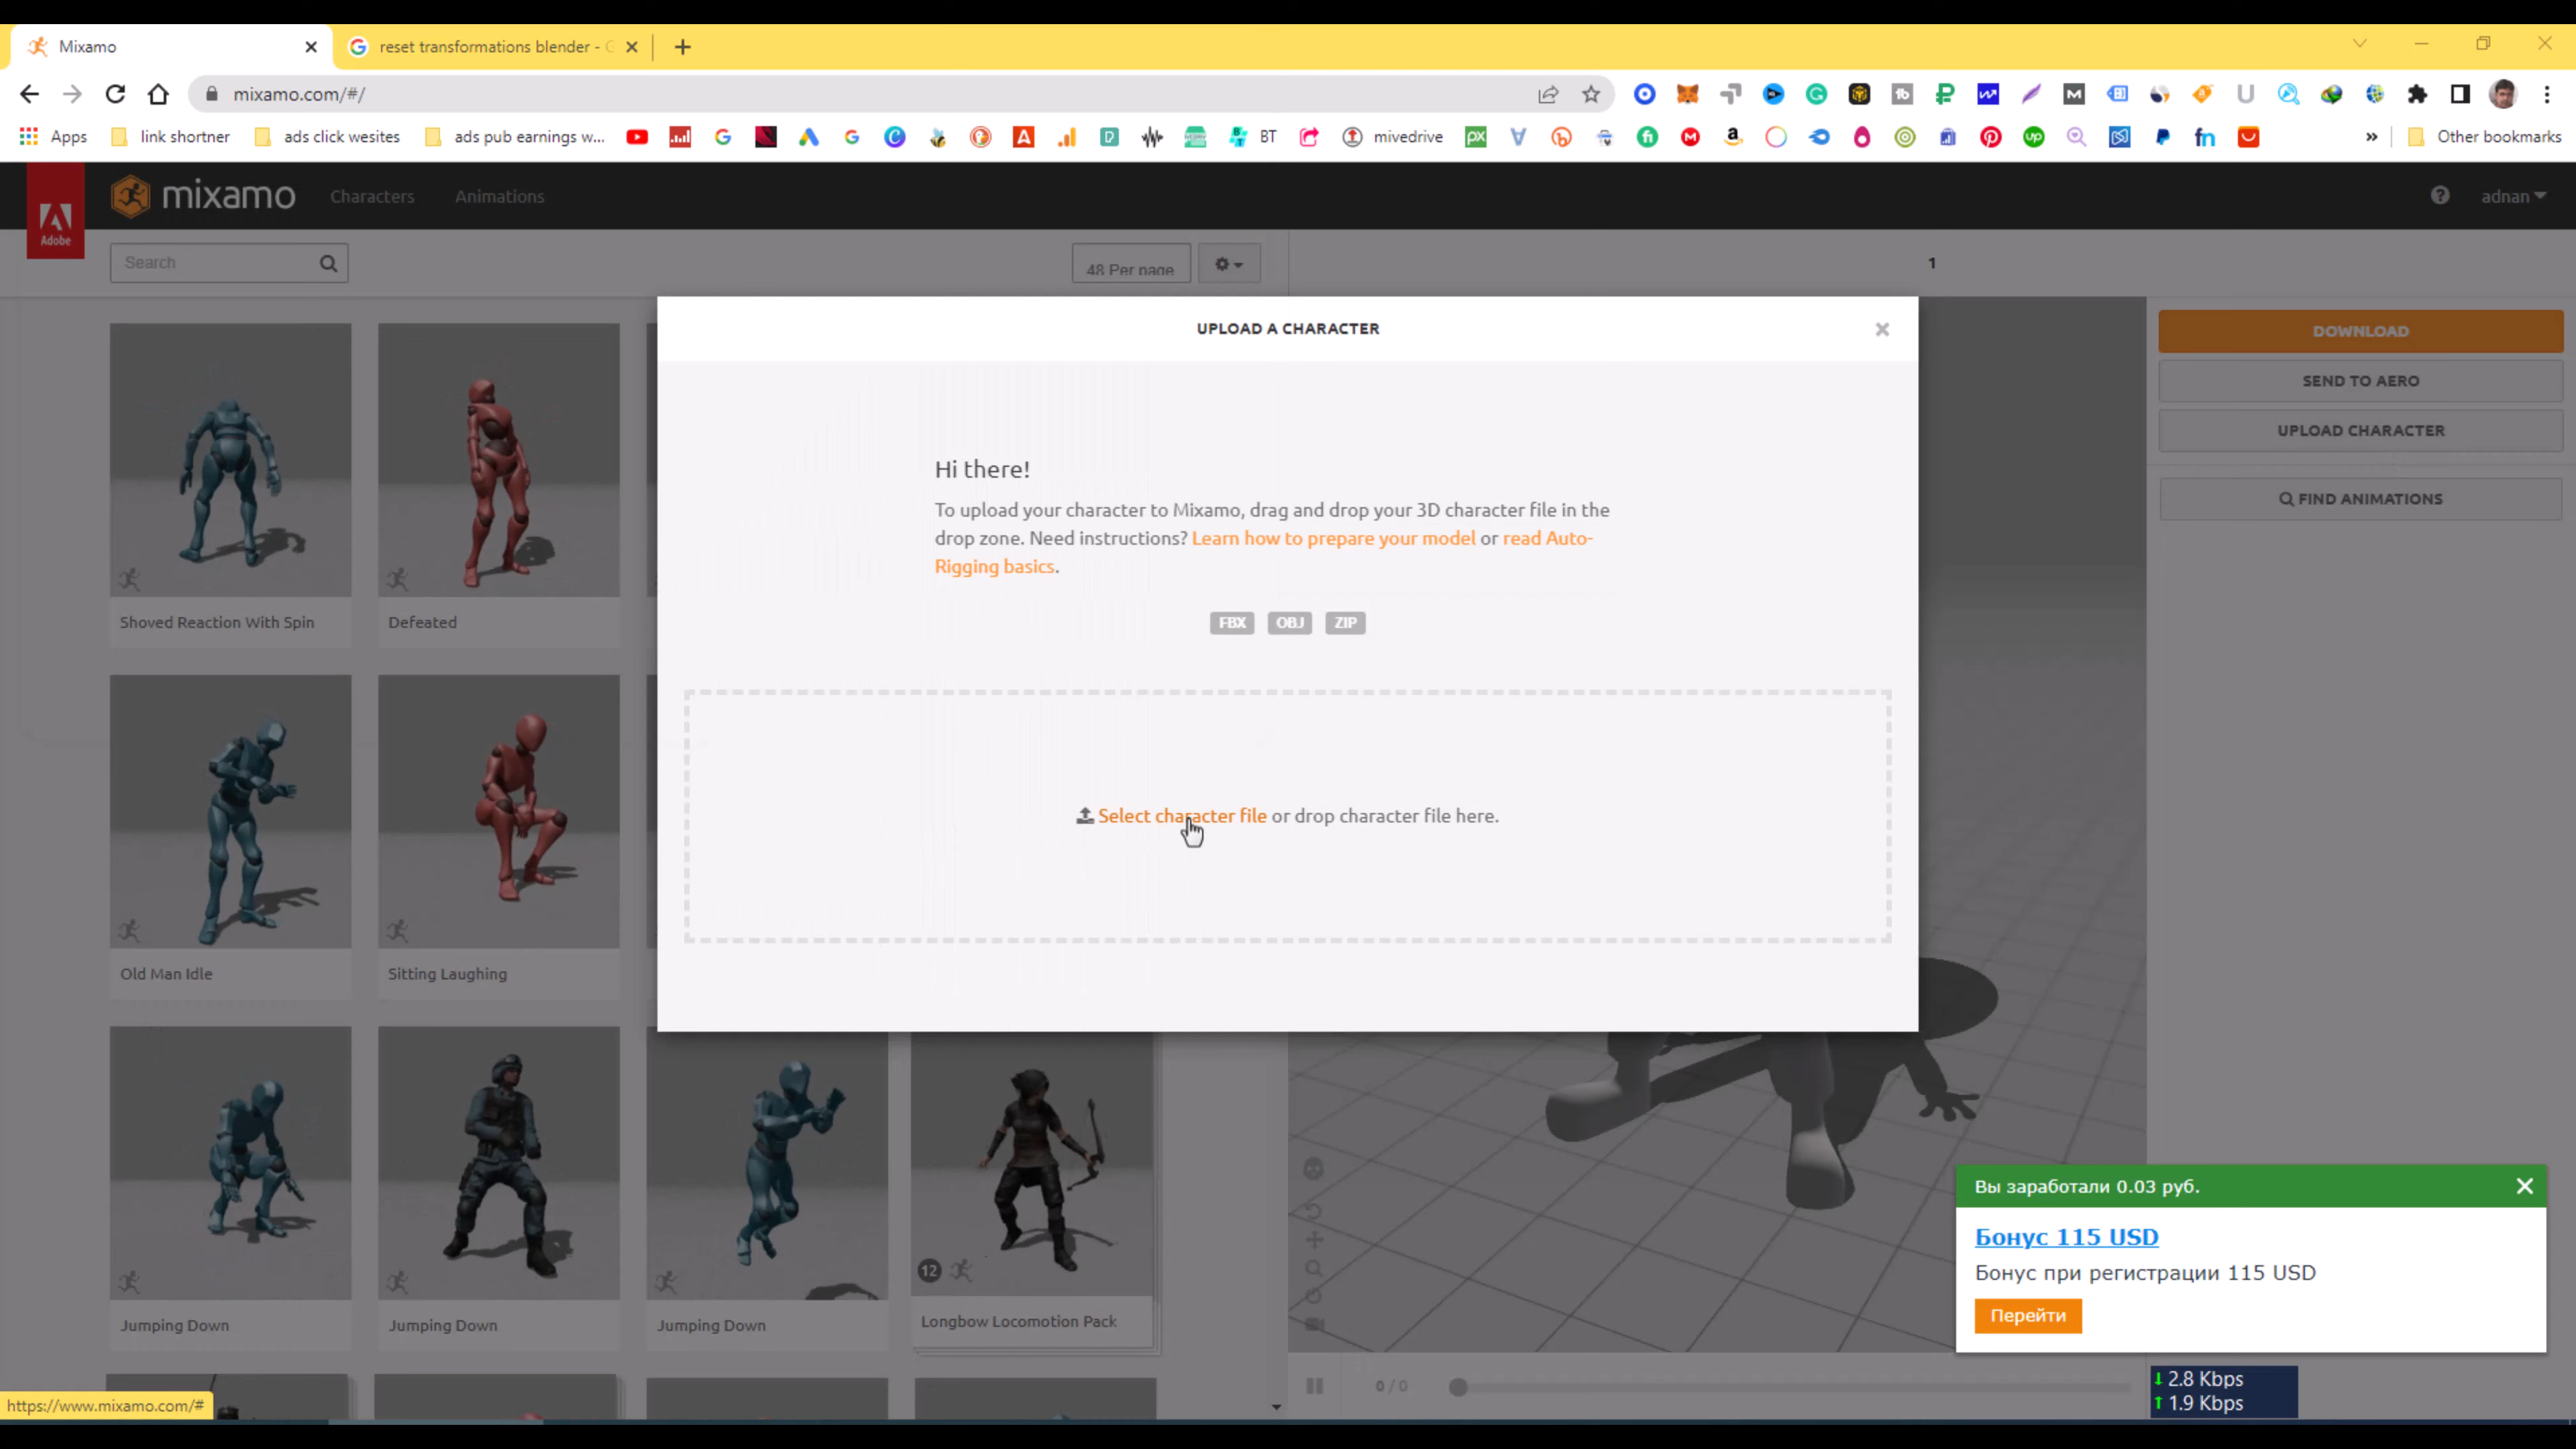 Mixamo
reset transformations blender - G
mixamo.com/#/
Apps
link shortner
ads click wesites
ads pub earnings w...
BT
mivedrive
Other bookmarks
Adobe
mixamo
Characters
Animations
adnan
Search
48 Per page
1
UPLOAD A CHARACTER
DOWNLOAD
SEND TO AERO
UPLOAD CHARACTER
FIND ANIMATIONS
Hi there!
To upload your character to Mixamo, drag and drop your 3D character file in the
drop zone. Need instructions? Learn how to prepare your model or read Auto-
Rigging basics.
FBX OBJ ZIP
Select character file or drop character file here.
Shoved Reaction With Spin
Defeated
Old Man Idle
Sitting Laughing
12
Jumping Down
Jumping Down
Jumping Down
Longbow Locomotion Pack
Вы заработали 0.03 руб.
Бонус 115 USD
Бонус при регистрации 115 USD
Перейти
0 / 0
2.8 Kbps
1.9 Kbps
https://www.mixamo.com/#